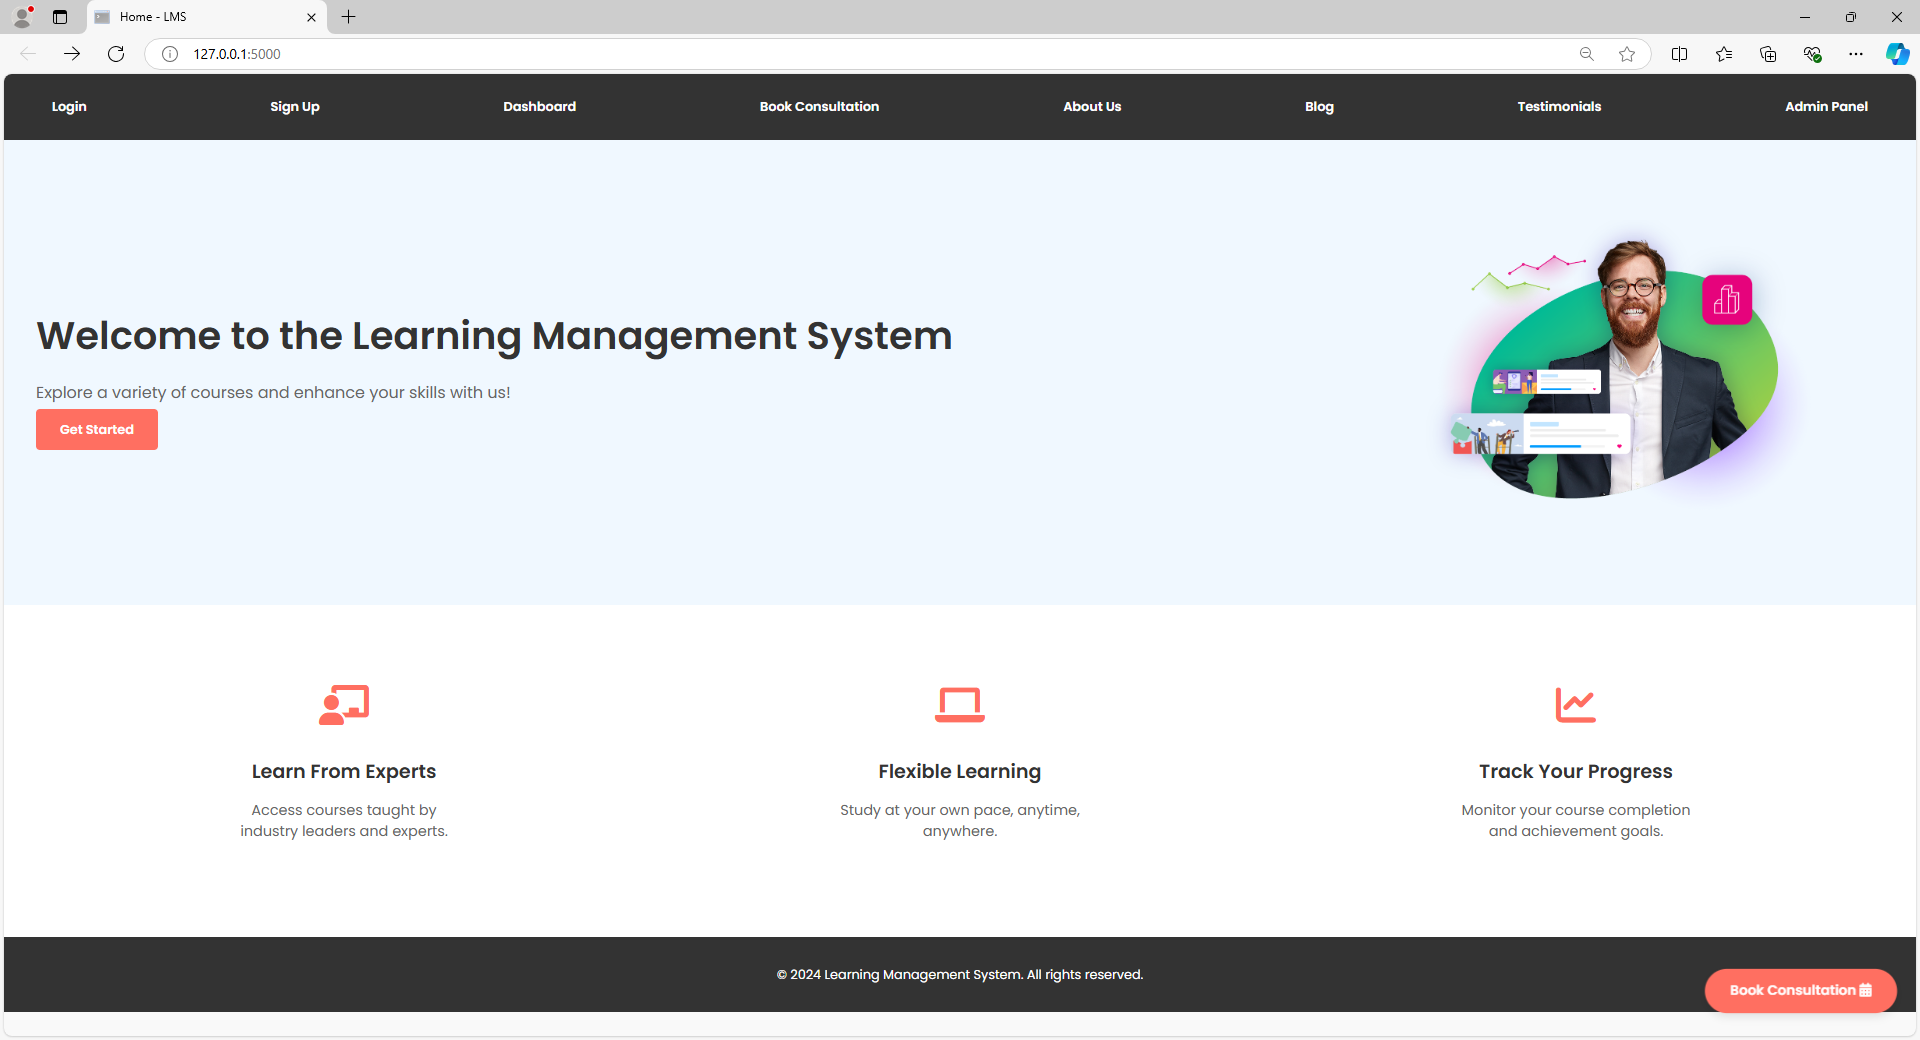 Home - LMS
127.0.0.1:5000
Login
Sign Up
Dashboard
Book Consultation
About Us
Blog
Testimonials
Admin Panel
Welcome to the Learning Management System
Explore a variety of courses and enhance your skills with us!
Get Started
Learn From Experts
Access courses taught by
industry leaders and experts.
Flexible Learning
Study at your own pace, anytime,
anywhere.
Track Your Progress
Monitor your course completion
and achievement goals.
© 2024 Learning Management System. All rights reserved.
Book Consultation